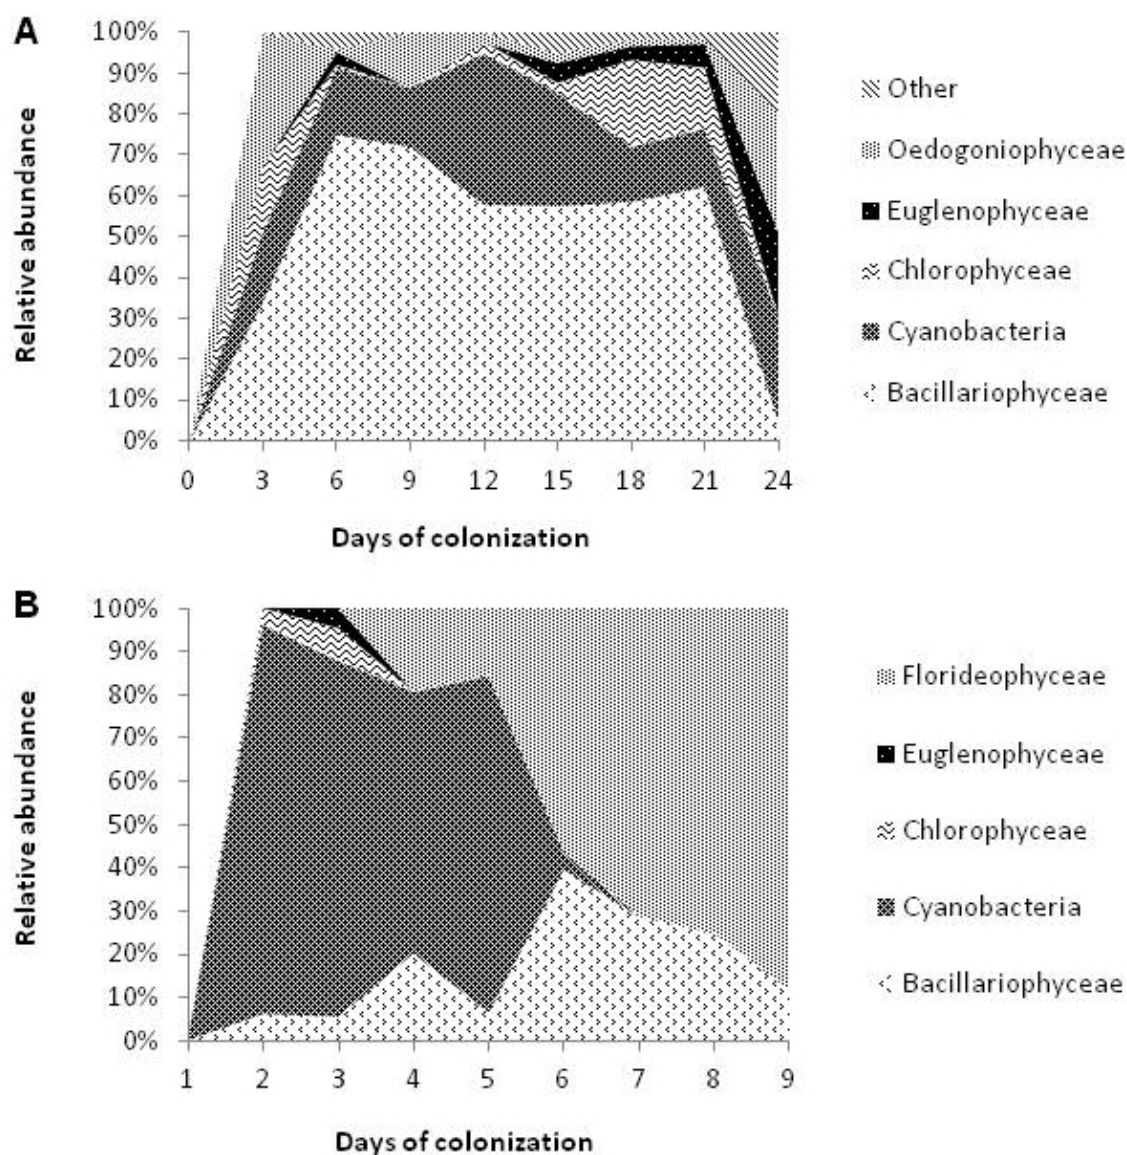 A
Relative abundance
100%
90%
80%
70%
60%
50%
40%
30%
20%
10%
0%
0 3 6 9 12 15 18 21 24
Days of colonization
Other
Oedogoniophyceae
Euglenophyceae
Chlorophyceae
Cyanobacteria
Bacillariophyceae
B
Relative abundance
100%
90%
80%
70%
60%
50%
40%
30%
20%
10%
0%
1 2 3 4 5 6 7 8 9
Days of colonization
Florideophyceae
Euglenophyceae
Chlorophyceae
Cyanobacteria
Bacillariophyceae